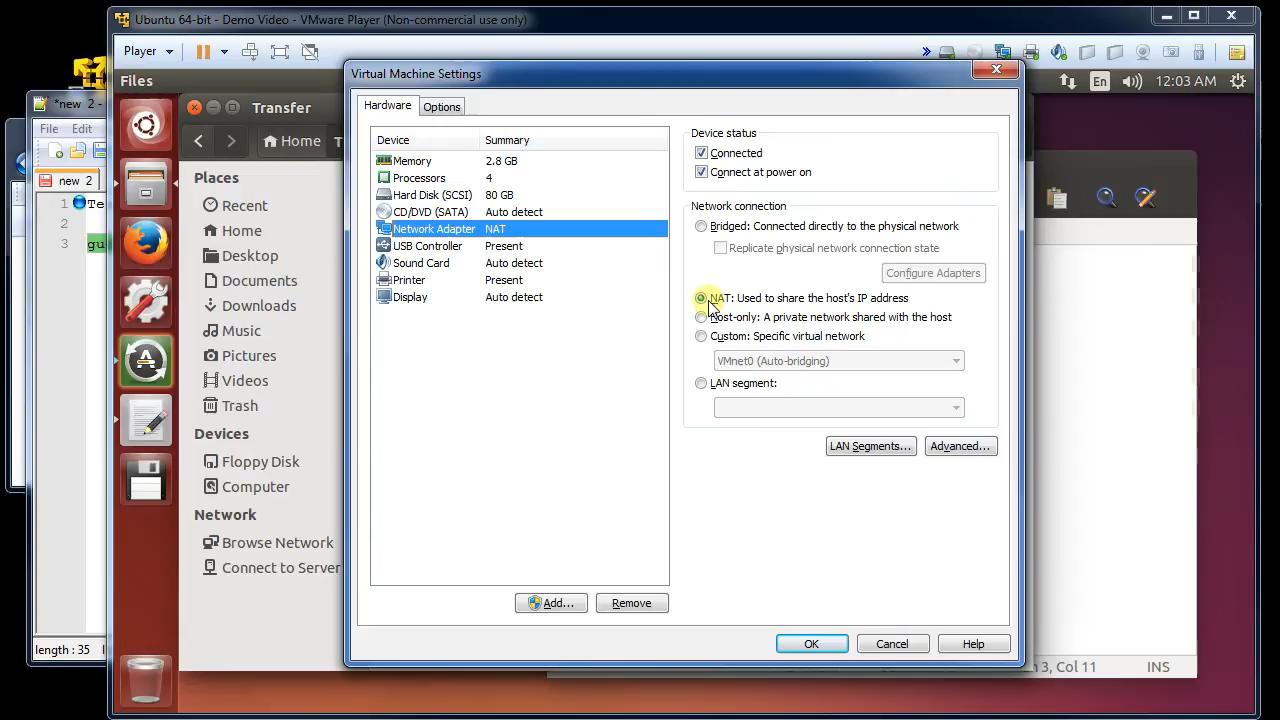 Ubuntu 64-bit - Demo Video - VMware Player (Non-commercial use only)
Player
Files
En
12:03 AM
*new 2 -
File Edit
new 2
1 Te
2
3 gu
length : 35
Transfer
Home
Places
Recent
Home
Desktop
Documents
Downloads
Music
Pictures
Videos
Trash
Devices
Floppy Disk
Computer
Network
Browse Network
Connect to Server
Virtual Machine Settings
Hardware
Options
Device Summary
Memory 2.8 GB
Processors 4
Hard Disk (SCSI) 80 GB
CD/DVD (SATA) Auto detect
Network Adapter NAT
USB Controller Present
Sound Card Auto detect
Printer Present
Display Auto detect
Add...
Remove
Device status
Connected
Connect at power on
Network connection
Bridged: Connected directly to the physical network
Replicate physical network connection state
Configure Adapters
NAT: Used to share the host's IP address
Host-only: A private network shared with the host
Custom: Specific virtual network
VMnet0 (Auto-bridging)
LAN segment:
LAN Segments...
Advanced...
OK
Cancel
Help
3, Col 11
INS